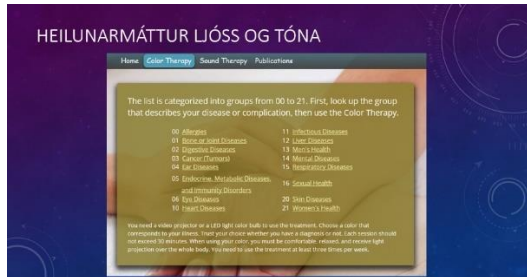 HEILUNARMÁTTUR LJÓSS OG TÓNA
Home Color Therapy Sound Therapy Publications
The list is categorized into groups from 00 to 21. First, look up the group
that describes your disease or complication, then use the Color Therapy.
00 Allergies
01 Bone or Joint Diseases
02 Digestive Diseases
03 Cancer (Tumors)
04 Ear Diseases
05 Endocrine, Metabolic Diseases,
and Immunity Disorders
06 Eye Diseases
10 Heart Diseases
11 Infectious Diseases
12 Liver Diseases
13 Men's Health
14 Mental Diseases
15 Respiratory Diseases
16 Sexual Health
20 Skin Diseases
21 Women's Health
You need a video projector or a LED light color bulb to use the treatment. Choose a color that
corresponds to your illness. Trust your choice whether you have a diagnosis or not. Each session should
not exceed 30 minutes. When using your color, you must be comfortable, relaxed, and receive light
projection over the whole body. You need to use the treatment at least three times per week.